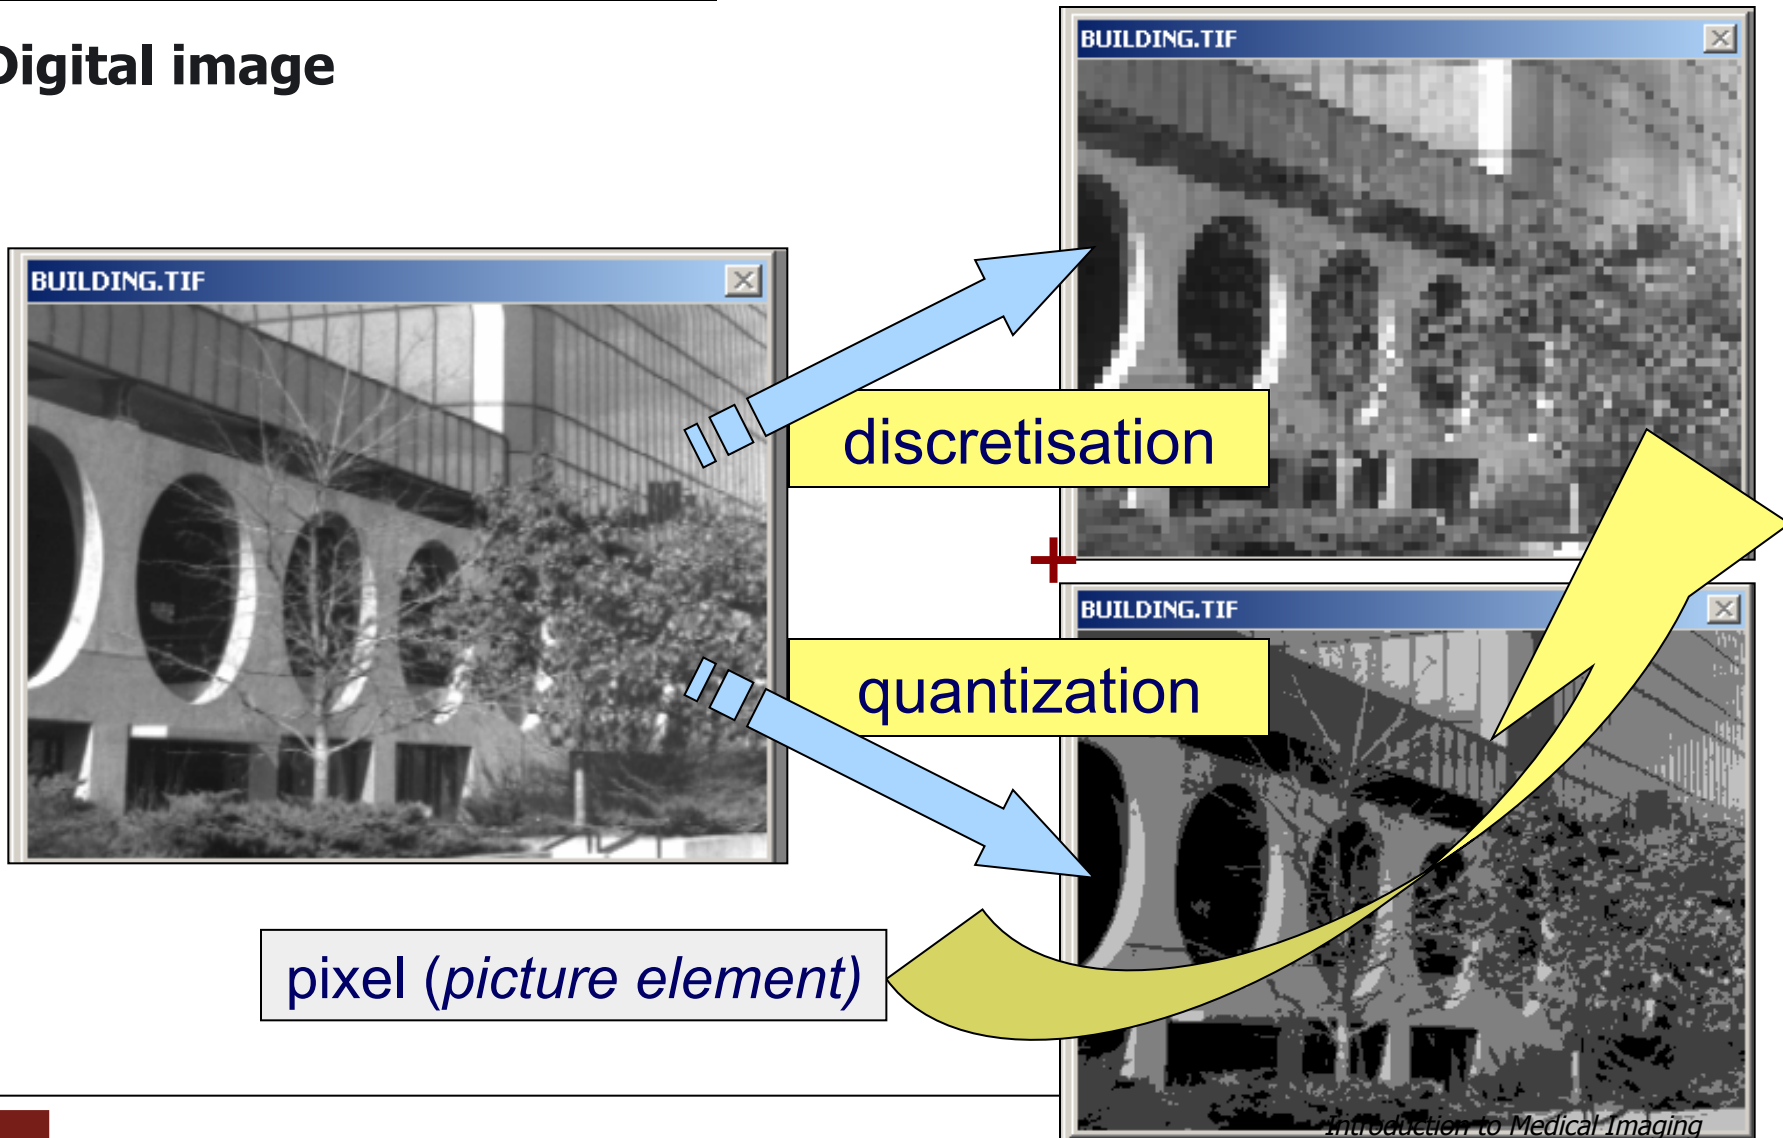 Digital image
BUILDING.TIF
BUILDING.TIF
discretisation
+
BUILDING.TIF
quantization
pixel (picture element)
Introduction to Medical Imaging